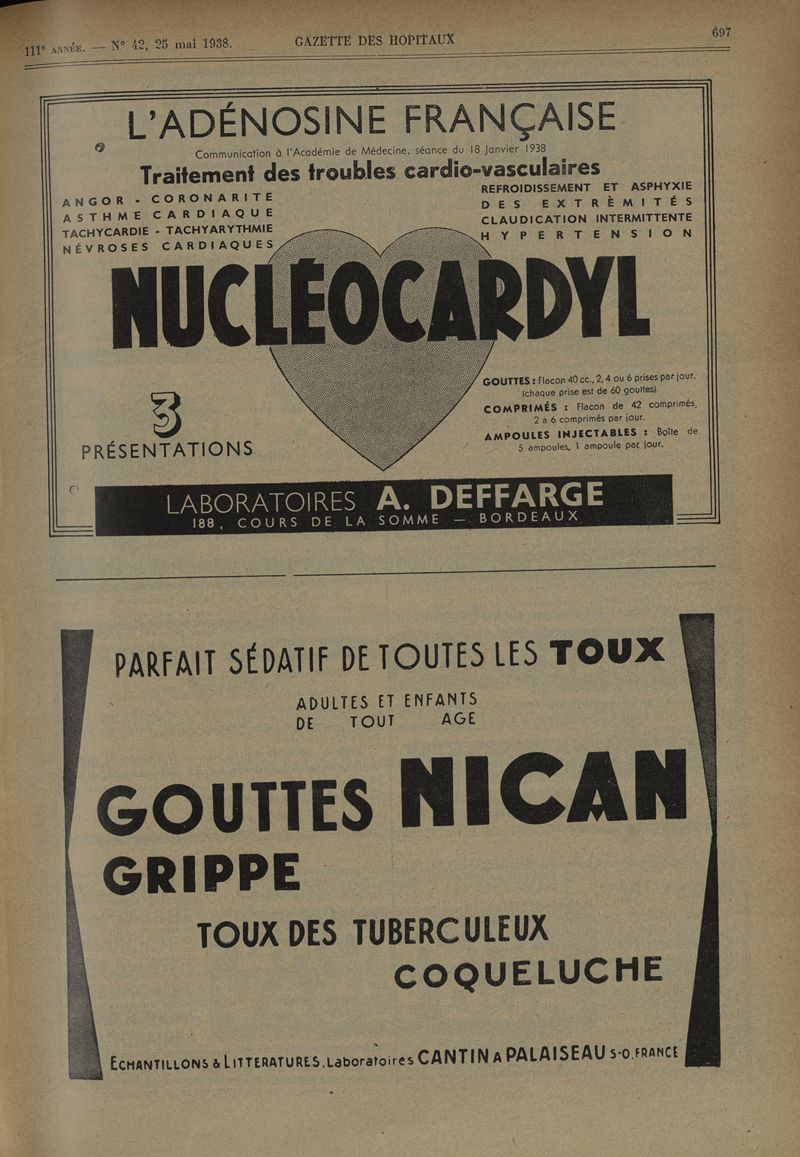 111e ANNÉE. — N° 42, 25 mai 1938.
GAZETTE DES HOPITAUX
697
L'ADÉNOSINE FRANÇAISE
Communication à l'Académie de Médecine, séance du 18 Janvier 1938
Traitement des troubles cardio-vasculaires
ANGOR - CORONARITE
ASTHME CARDIAQUE
TACHYCARDIE - TACHYARYTHMIE
NÉVROSES CARDIAQUES
REFROIDISSEMENT ET ASPHYXIE
DES EXTRÈMITÉS
CLAUDICATION INTERMITTENTE
HYPERTENSION
NUCLÉOCARDYL
3
PRÉSENTATIONS
GOUTTES : Flacon 40 cc., 2, 4 ou 6 prises par jour.
(chaque prise est de 60 gouttes).
COMPRIMÉS : Flacon de 42 comprimés,
2 a 6 comprimés par jour.
AMPOULES INJECTABLES : Boîte de
5 ampoules, 1 ampoule par jour.
LABORATOIRES A. DEFFARGE
188, COURS DE LA SOMME — BORDEAUX
PARFAIT SÉDATIF DE TOUTES LES TOUX
ADULTES ET ENFANTS
DE TOUT AGE
GOUTTES NICAN
GRIPPE
TOUX DES TUBERCULEUX
COQUELUCHE
ECHANTILLONS & LITTERATURES. Laboratoires CANTIN A PALAISEAU S-O. FRANCE